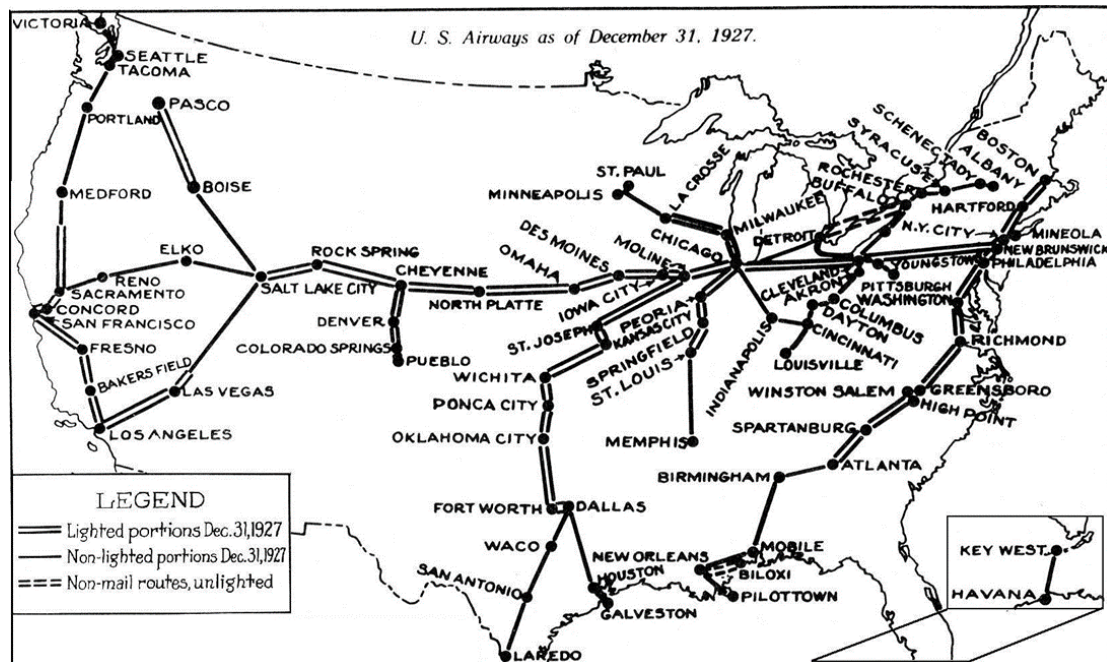 U. S. Airways as of December 31, 1927.
VICTORIA
SEATTLE
TACOMA
PASCO
PORTLAND
MEDFORD
BOISE
ELKO
RENO
SACRAMENTO
CONCORD
SAN FRANCISCO
FRESNO
BAKERSFIELD
LOS ANGELES
LAS VEGAS
SALT LAKE CITY
ROCK SPRING
CHEYENNE
DENVER
COLORADO SPRINGS
PUEBLO
NORTH PLATTE
OMAHA
DES MOINES
IOWA CITY
MOLINE
ST. PAUL
MINNEAPOLIS
LA CROSSE
MILWAUKEE
CHICAGO
ST. JOSEPH
KANSAS CITY
PEORIA
SPRINGFIELD
ST. LOUIS
MEMPHIS
WICHITA
PONCA CITY
OKLAHOMA CITY
FORT WORTH
DALLAS
WACO
SAN ANTONIO
LAREDO
HOUSTON
GALVESTON
NEW ORLEANS
MOBILE
BILOXI
PILOTTOWN
BIRMINGHAM
ATLANTA
SPARTANBURG
WINSTON SALEM
GREENSBORO
HIGH POINT
RICHMOND
WASHINGTON
INDIANAPOLIS
LOUISVILLE
CINCINNATI
DAYTON
COLUMBUS
AKRON
CLEVELAND
PITTSBURGH
YOUNGSTOWN
DETROIT
BUFFALO
ROCHESTER
SYRACUSE
SCHENECTADY
ALBANY
BOSTON
HARTFORD
N.Y. CITY
MINEOLA
NEW BRUNSWICK
PHILADELPHIA
KEY WEST
HAVANA
LEGEND
Lighted portions Dec. 31, 1927
Non-lighted portions Dec. 31, 1927
Non-mail routes, unlighted